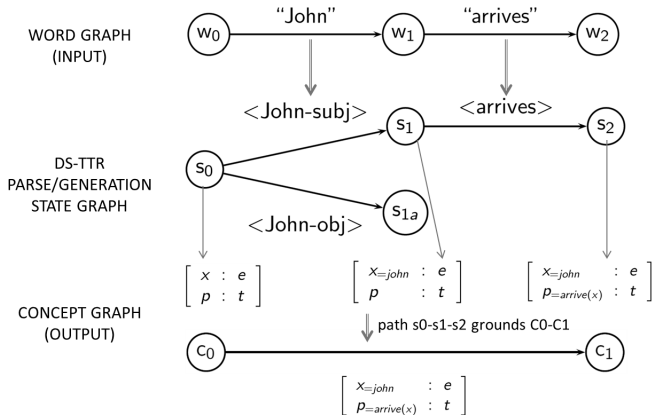 “John” “arrives”
WORD GRAPH
(INPUT)
w0 w1 w2
<John-subj> <arrives>
s1 s2
DS-TTR
PARSE/GENERATION
STATE GRAPH
s0
s1a
<John-obj>
[ x : e ] [ x=john : e ] [ x=john : e ]
[ p : t ] [ p : t ] [ p=arrive(x) : t ]
CONCEPT GRAPH
(OUTPUT)
path s0-s1-s2 grounds C0-C1
c0 c1
[ x=john : e ]
[ p=arrive(x) : t ]